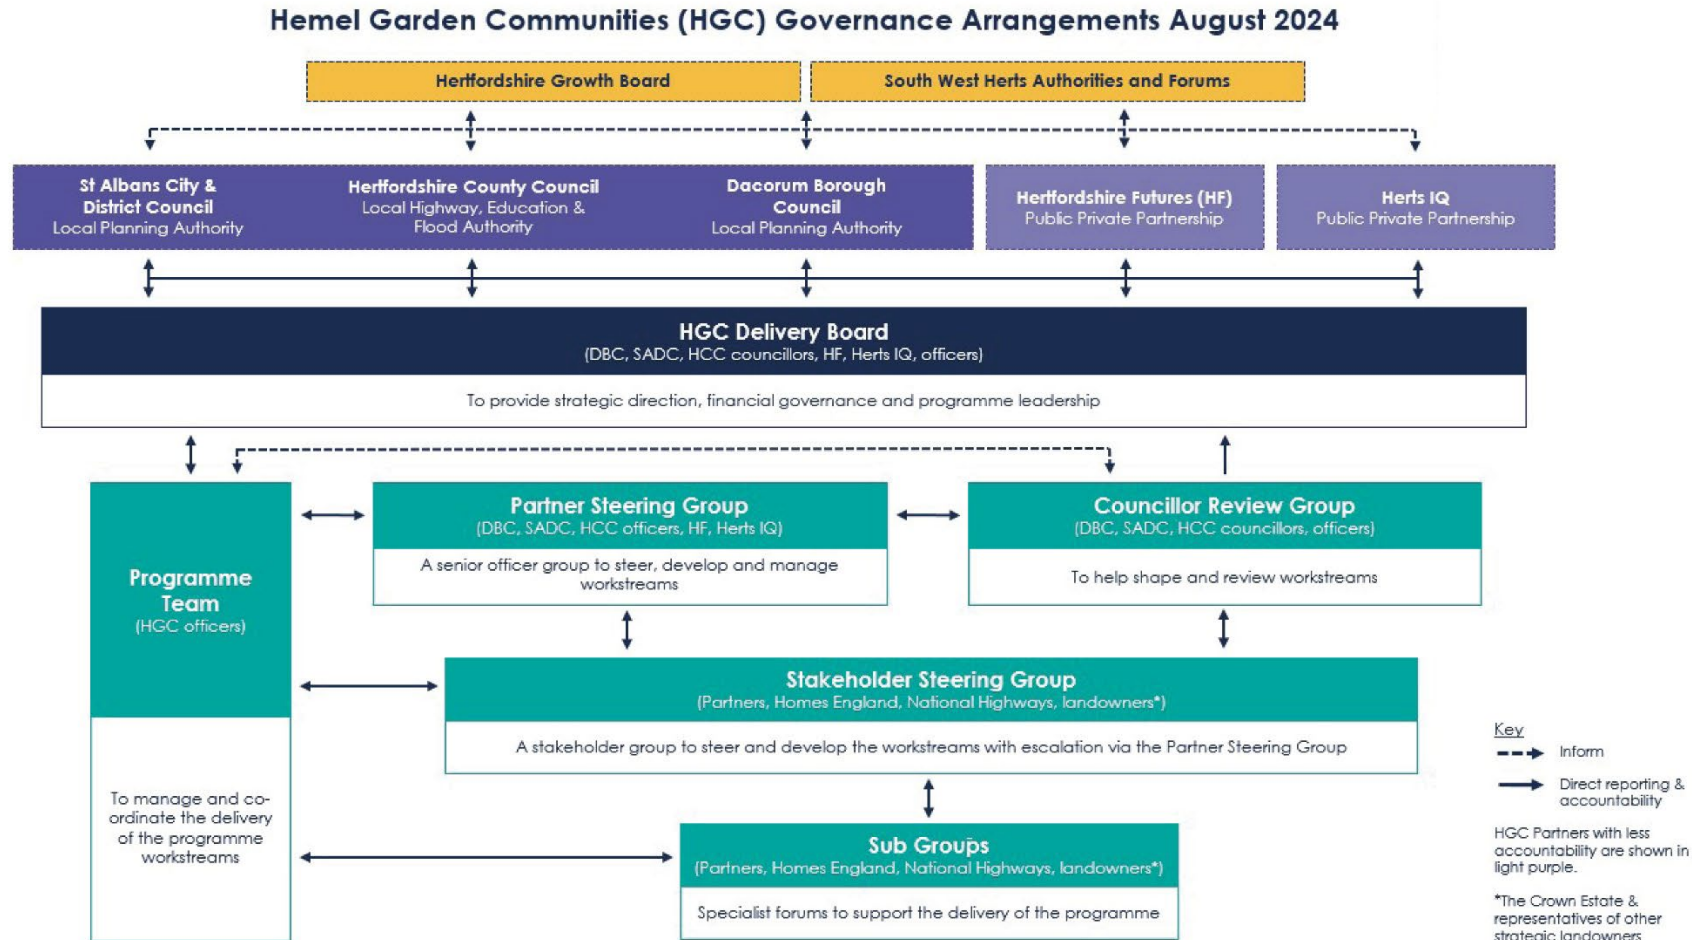 Hemel Garden Communities (HGC) Governance Arrangements August 2024
Hertfordshire Growth Board
South West Herts Authorities and Forums
St Albans City &
District Council
Local Planning Authority
Hertfordshire County Council
Local Highway, Education &
Flood Authority
Dacorum Borough
Council
Local Planning Authority
Hertfordshire Futures (HF)
Public Private Partnership
Herts IQ
Public Private Partnership
HGC Delivery Board
(DBC, SADC, HCC councillors, HF, Herts IQ, officers)
To provide strategic direction, financial governance and programme leadership
Programme
Team
(HGC officers)
To manage and co-
ordinate the delivery
of the programme
workstreams
Partner Steering Group
(DBC, SADC, HCC officers, HF, Herts IQ)
A senior officer group to steer, develop and manage
workstreams
Councillor Review Group
(DBC, SADC, HCC councillors, officers)
To help shape and review workstreams
Stakeholder Steering Group
(Partners, Homes England, National Highways, landowners*)
A stakeholder group to steer and develop the workstreams with escalation via the Partner Steering Group
Sub Groups
(Partners, Homes England, National Highways, landowners*)
Specialist forums to support the delivery of the programme
Key
Inform
Direct reporting &
accountability
HGC Partners with less
accountability are shown in
light purple.
*The Crown Estate &
representatives of other
strategic landowners